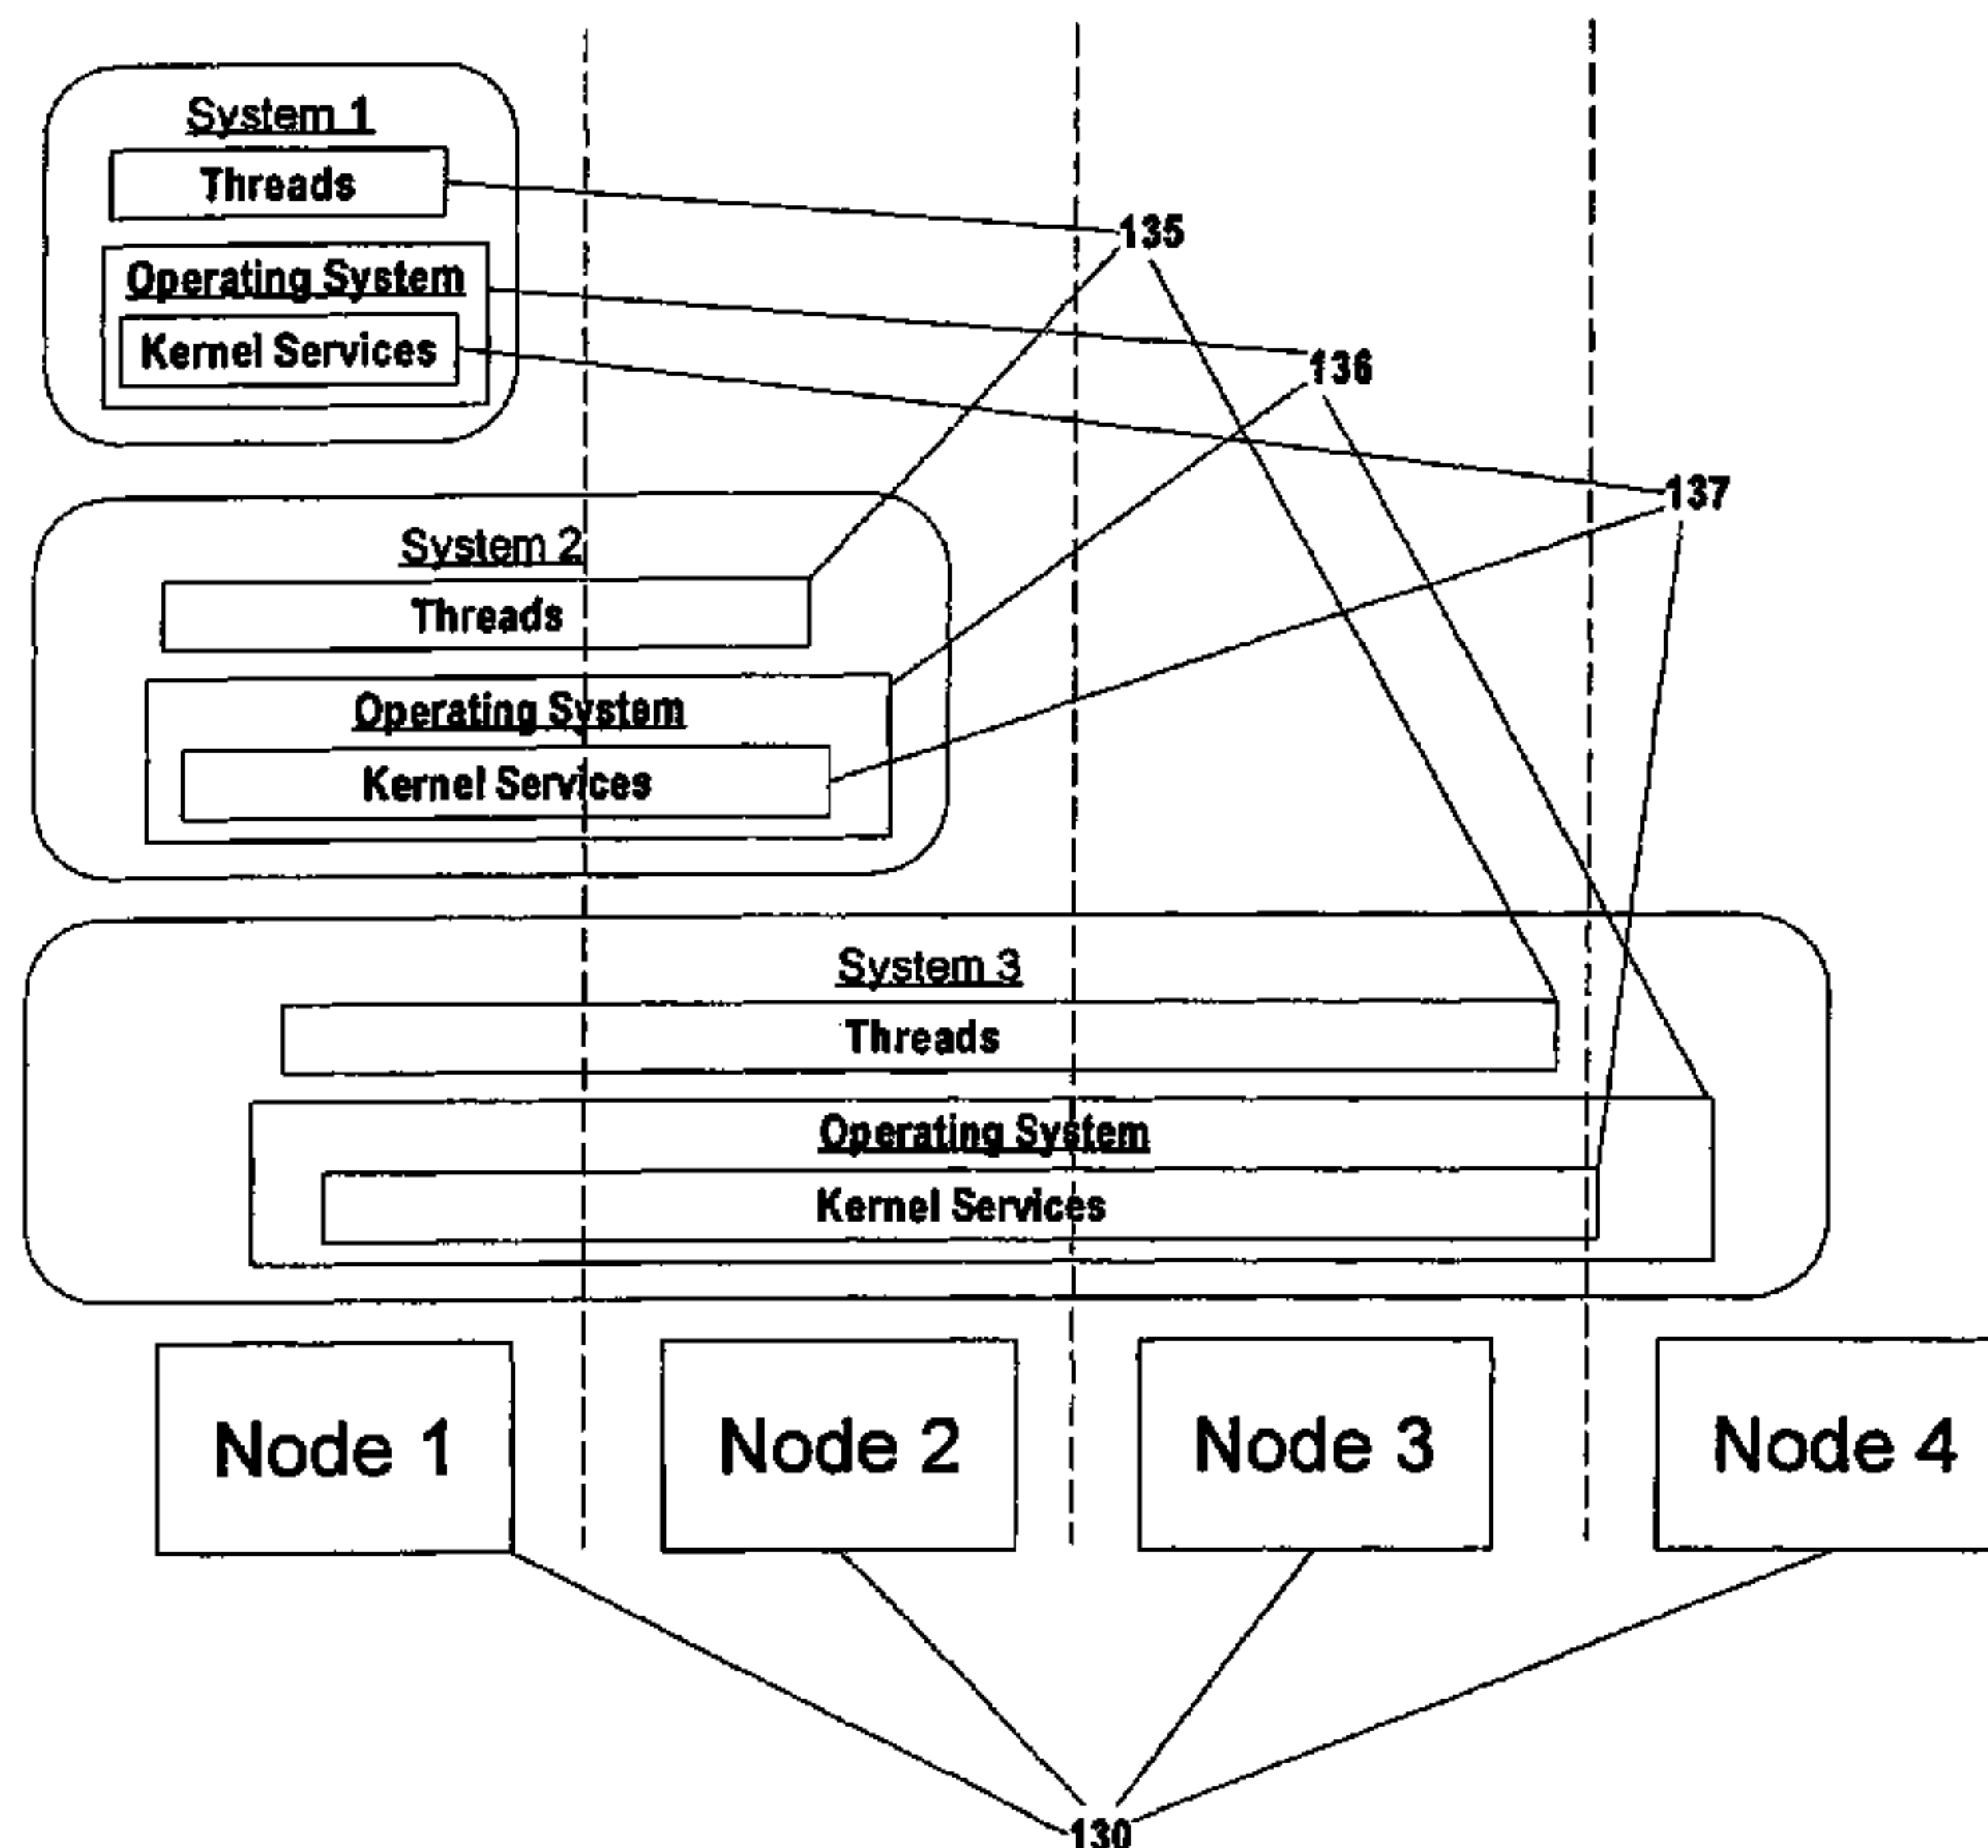 System 1
Threads
135
Operating System
Kernel Services
136
137
System 2
Threads
Operating System
Kernel Services
System 3
Threads
Operating System
Kernel Services
Node 1
Node 2
Node 3
Node 4
130